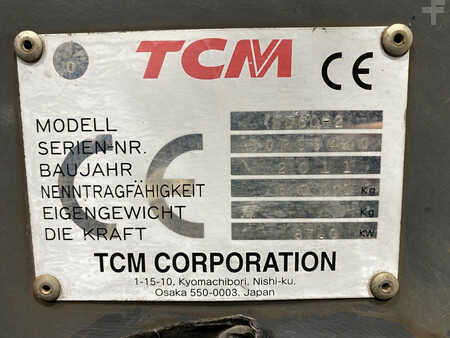 TCM CE
MODELL
SERIEN-NR.
BAUJAHR 2011
NENNTRAGFÄHIGKEIT Kg
EIGENGEWICHT Kg
DIE KRAFT KW
CE
TCM CORPORATION
1-15-10, Kyomachibori, Nishi-ku,
Osaka 550-0003, Japan